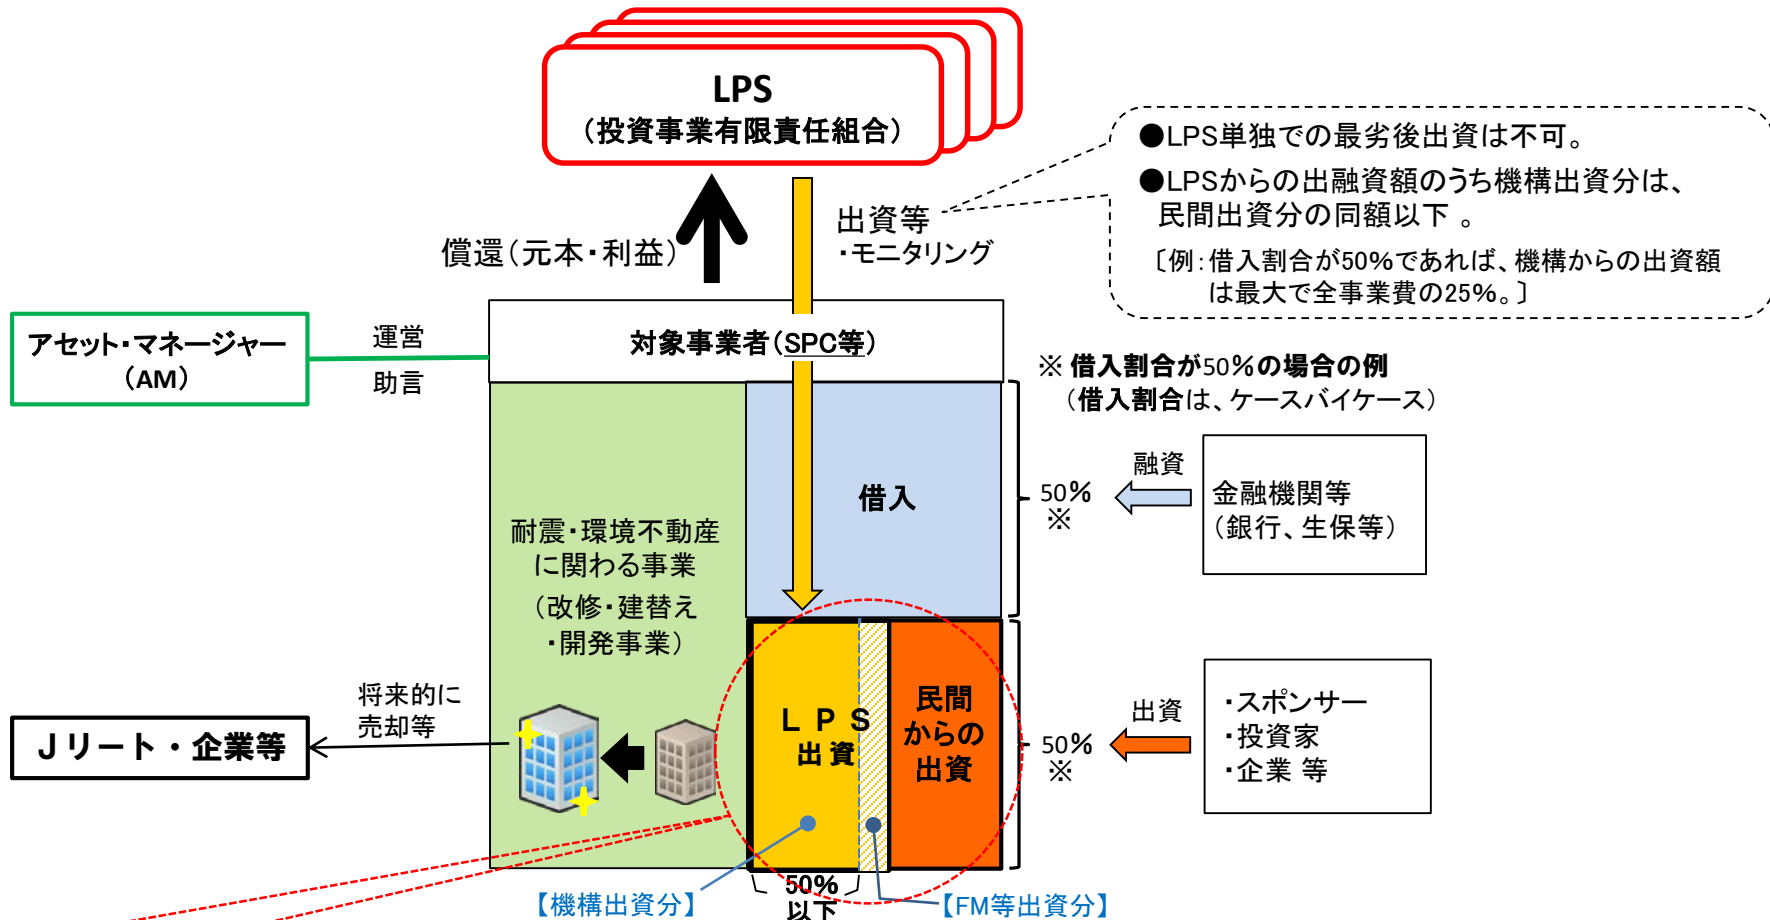 LPS
（投資事業有限責任組合）
●LPS単独での最劣後出資は不可。
●LPSからの出融資額のうち機構出資分は、
民間出資分の同額以下 。
〔例：借入割合が50％であれば、機構からの出資額
は最大で全事業費の25％。〕
償還（元本・利益）
出資等
・モニタリング
アセット・マネージャー
（AM）
運営
助言
対象事業者（SPC等）
※ 借入割合が50％の場合の例
（借入割合は、ケースバイケース）
耐震・環境不動産
に関わる事業
（改修・建替え
・開発事業）
借入
50％
※
融資
金融機関等
（銀行、生保等）
将来的に
売却等
Ｊリート・企業等
ＬＰＳ
出資
民間
からの
出資
50％
※
出資
・スポンサー
・投資家
・企業 等
50％
以下
【機構出資分】
【FM等出資分】